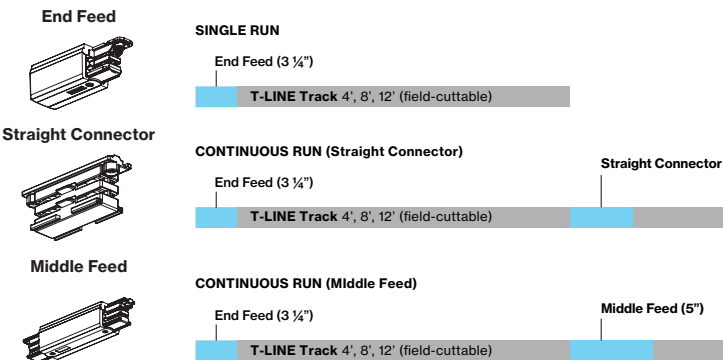 End Feed
SINGLE RUN
End Feed (3 ¼”)
T-LINE Track 4’, 8’, 12’ (field-cuttable)
Straight Connector
CONTINUOUS RUN (Straight Connector)
Straight Connector
End Feed (3 ¼”)
T-LINE Track 4’, 8’, 12’ (field-cuttable)
Middle Feed
CONTINUOUS RUN (MIddle Feed)
Middle Feed (5”)
End Feed (3 ¼”)
T-LINE Track 4’, 8’, 12’ (field-cuttable)